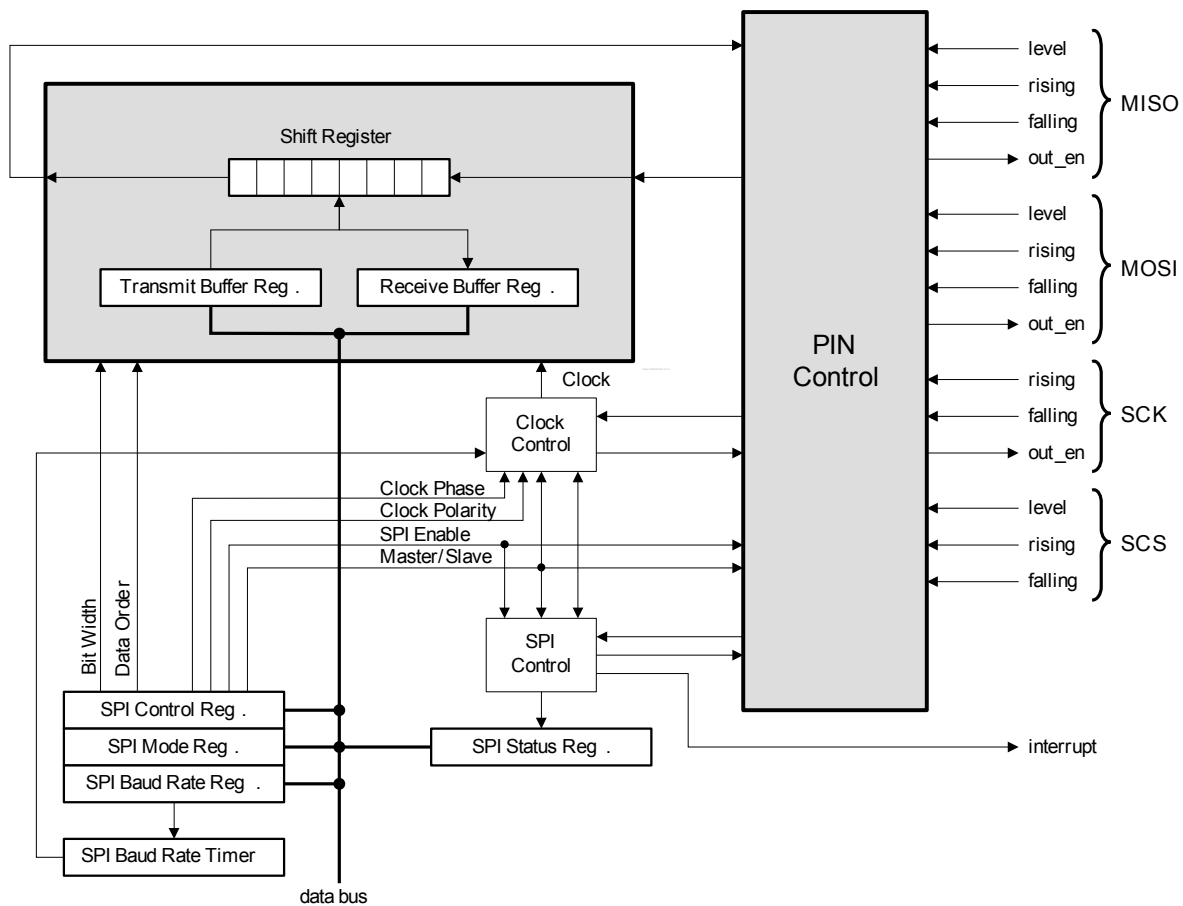 level
rising
falling
out_en
MISO
Shift Register
Transmit Buffer Reg .
Receive Buffer Reg .
level
rising
falling
out_en
MOSI
PIN
Control
Clock
Clock
Control
rising
falling
out_en
SCK
Clock Phase
Clock Polarity
SPI Enable
Master/Slave
level
rising
falling
SCS
Bit Width
Data Order
SPI
Control
SPI Control Reg .
SPI Mode Reg .
SPI Baud Rate Reg .
SPI Status Reg .
interrupt
SPI Baud Rate Timer
data bus